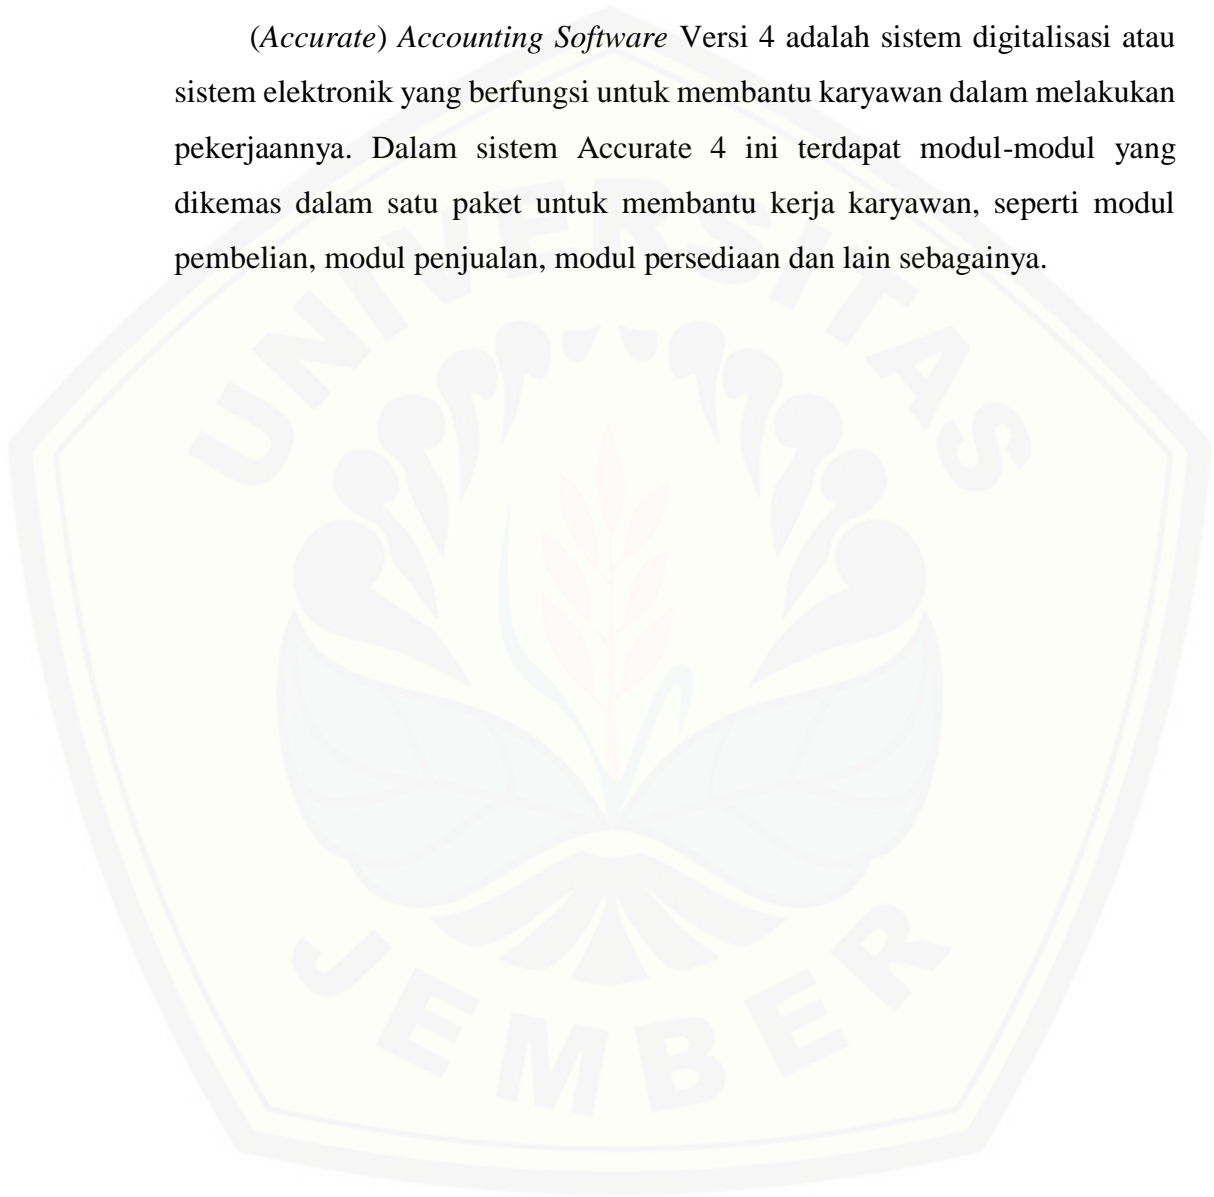 (Accurate) Accounting Software Versi 4 adalah sistem digitalisasi atau
sistem elektronik yang berfungsi untuk membantu karyawan dalam melakukan
pekerjaannya. Dalam sistem Accurate 4 ini terdapat modul-modul yang
dikemas dalam satu paket untuk membantu kerja karyawan, seperti modul
pembelian, modul penjualan, modul persediaan dan lain sebagainya.
UNIVERSITAS
JEMBER